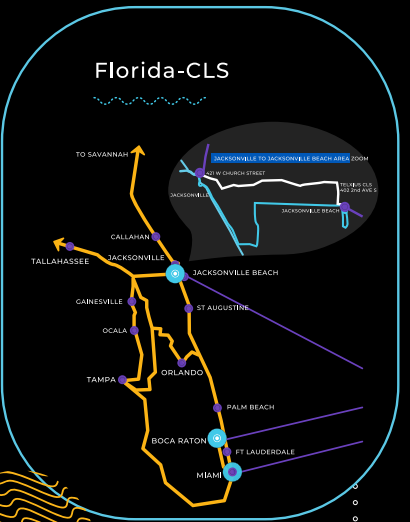 Florida-CLS
TO SAVANNAH
JACKSONVILLE TO JACKSONVILLE BEACH AREA ZOOM
421 W CHURCH STREET
TELXIUS CLS
402 2nd AVE S
JACKSONVILLE
JACKSONVILLE BEACH
CALLAHAN
JACKSONVILLE
TALLAHASSEE
JACKSONVILLE BEACH
GAINESVILLE
ST AUGUSTINE
OCALA
ORLANDO
TAMPA
PALM BEACH
BOCA RATON
FT LAUDERDALE
MIAMI